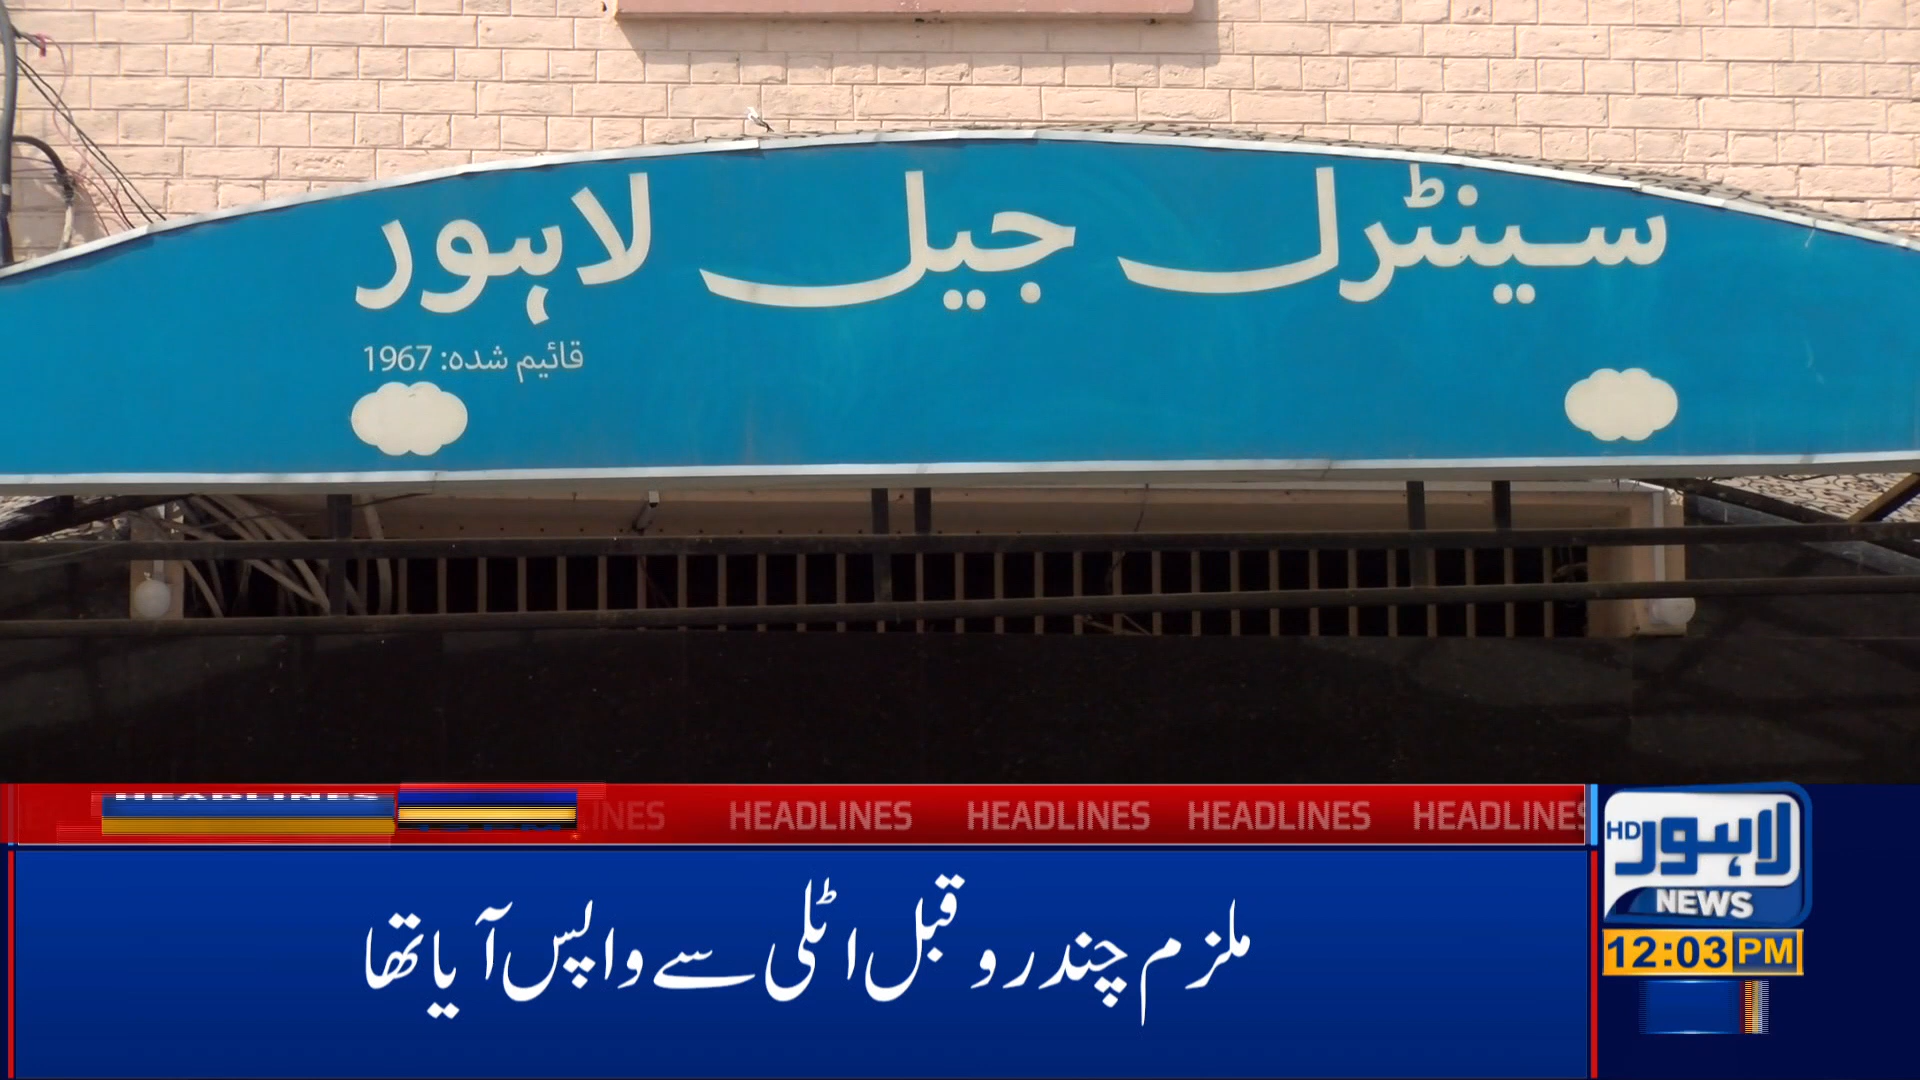 سینٹرل جیل لاہور
قائیم شدہ: 1967
HEADLINES HEADLINES HEADLINES HEADLINES
ملزم چند رو قبل اٹلی سے واپس آیا تھا
HD لاہور
NEWS
12:03 PM